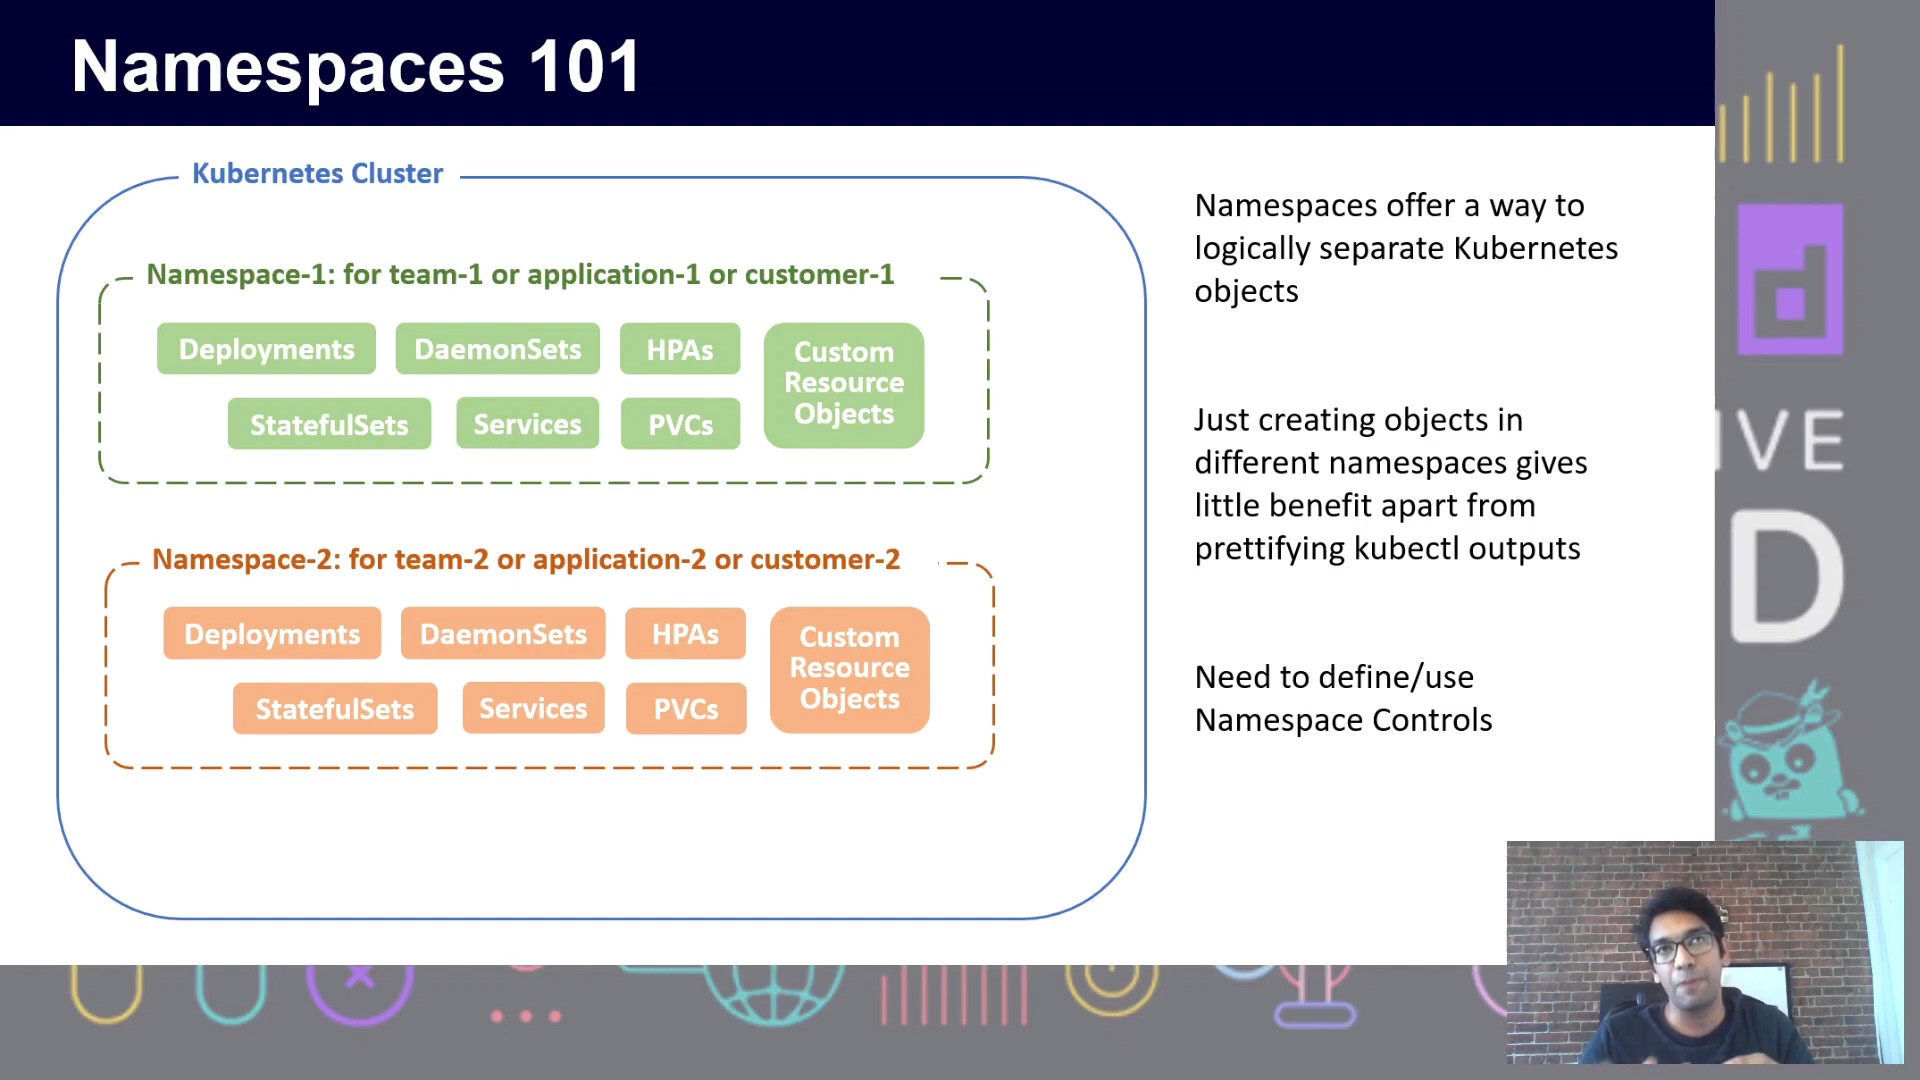 Namespaces 101
Kubernetes Cluster
Namespace-1: for team-1 or application-1 or customer-1
Deployments
DaemonSets
HPAs
Custom
Resource
Objects
StatefulSets
Services
PVCs
Namespace-2: for team-2 or application-2 or customer-2
Deployments
DaemonSets
HPAs
Custom
Resource
Objects
StatefulSets
Services
PVCs
Namespaces offer a way to
logically separate Kubernetes
objects
Just creating objects in
different namespaces gives
little benefit apart from
prettifying kubectl outputs
Need to define/use
Namespace Controls
d
IVE
D